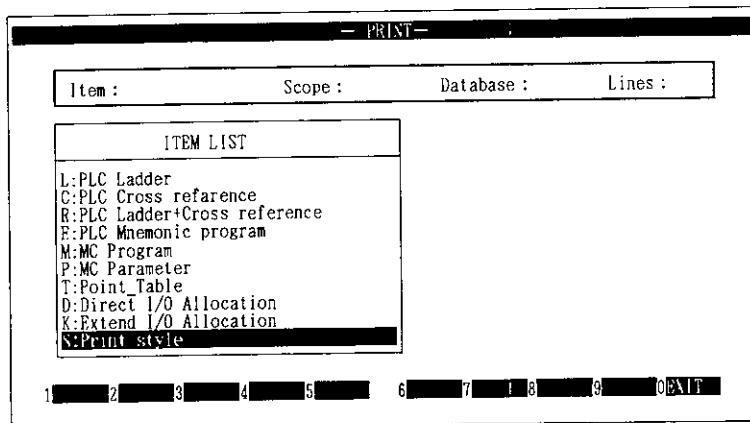 — PRINT —
Item : Scope : Database : Lines :
ITEM LIST
L:PLC Ladder
C:PLC Cross refarence
R:PLC Ladder+Cross reference
E:PLC Mnemonic program
M:MC Program
P:MC Parameter
T:Point_Table
D:Direct I/O Allocation
K:Extend I/O Allocation
S:Print style
1 2 3 4 5 6 7 8 9 0 EXIT